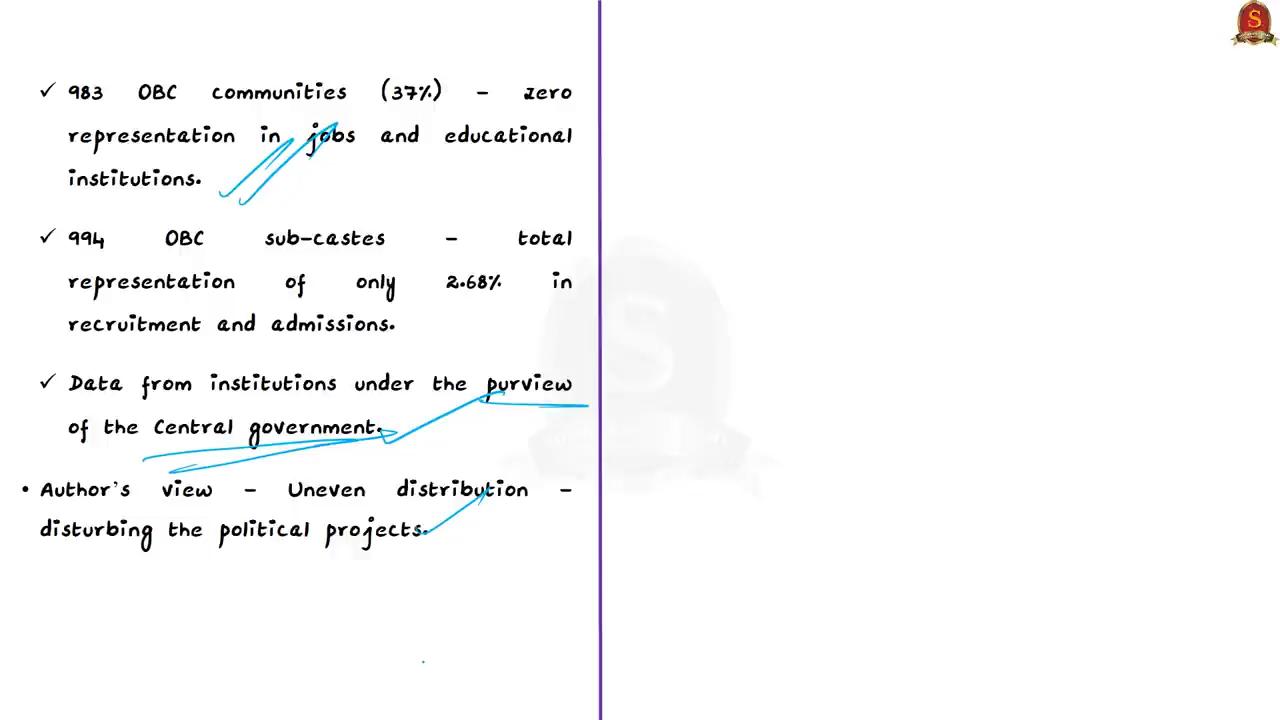 ✓ 983 OBC communities (37%) - zero
representation in jobs and educational
institutions.
✓ 994 OBC sub-castes - total
representation of only 2.68% in
recruitment and admissions.
✓ Data from institutions under the purview
of the Central government.
• Author's view - Uneven distribution -
disturbing the political projects.
S
S